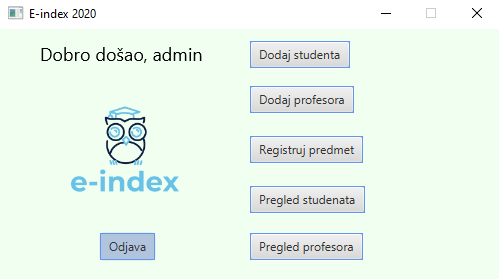 E-index 2020
Dobro došao, admin
e-index
Odjava
Dodaj studenta
Dodaj profesora
Registruj predmet
Pregled studenata
Pregled profesora